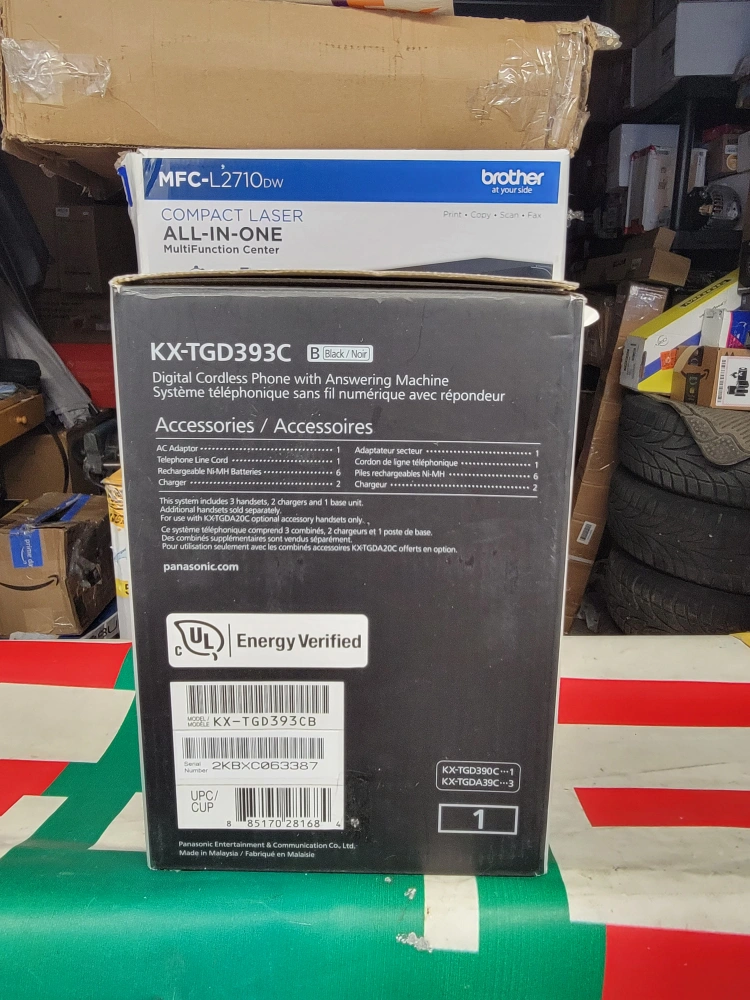 MFC-L2710DW
brother
at your side
COMPACT LASER
Print • Copy • Scan • Fax
ALL-IN-ONE
MultiFunction Center
KX-TGD393C B Black / Noir
Digital Cordless Phone with Answering Machine
Système téléphonique sans fil numérique avec répondeur
Accessories / Accessoires
AC Adaptor 1
Telephone Line Cord 1
Rechargeable Ni-MH Batteries 6
Charger 2
Adaptateur secteur 1
Cordon de ligne téléphonique 1
Piles rechargeables Ni-MH 6
Chargeur 2
This system includes 3 handsets, 2 chargers and 1 base unit.
Additional handsets sold separately.
For use with KX-TGDA20C optional accessory handsets only.
Ce système téléphonique comprend 3 combinés, 2 chargeurs et 1 poste de base.
Des combinés supplémentaires sont vendus séparément.
Pour utilisation seulement avec les combinés accessoires KX-TGDA20C offerts en option.
panasonic.com
c UL Energy Verified
MODEL / MODÈLE KX-TGD393CB
Serial Number 2KBXC063387
UPC/
CUP
8 85170 28168 4
KX-TGD390C···1
KX-TGDA39C···3
1
Panasonic Entertainment & Communication Co., Ltd.
Made in Malaysia / Fabriqué en Malaisie